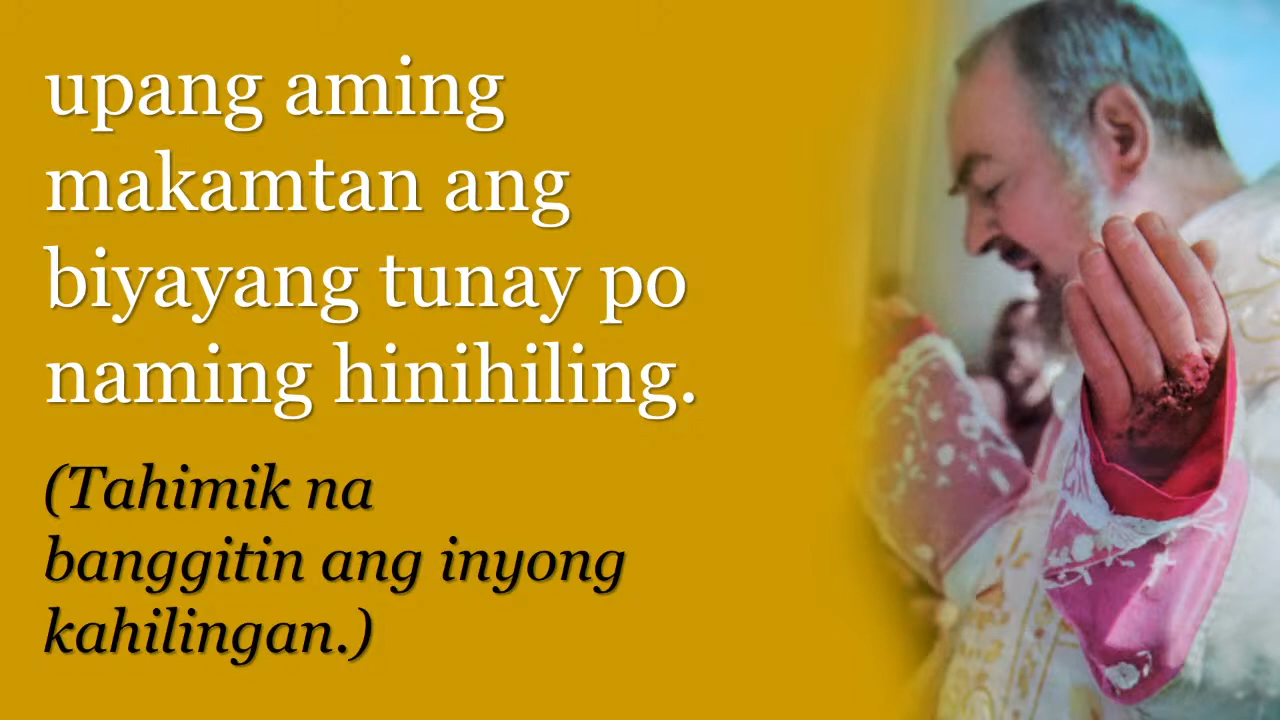 upang aming
makamtan ang
biyayang tunay po
naming hinihiling.
(Tahimik na
banggitin ang inyong
kahilingan.)